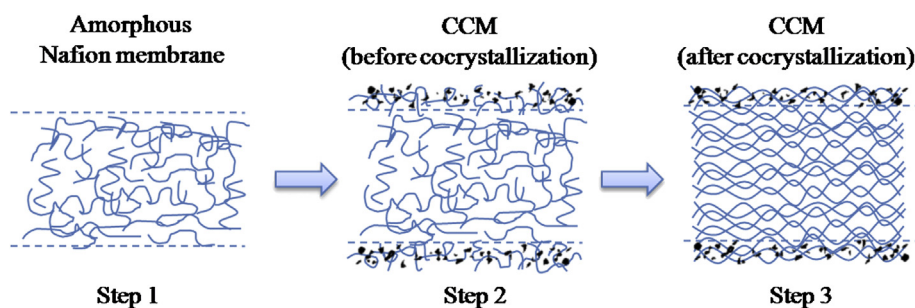 Amorphous
Nafion membrane
CCM
(before cocrystallization)
CCM
(after cocrystallization)
Step 1
Step 2
Step 3